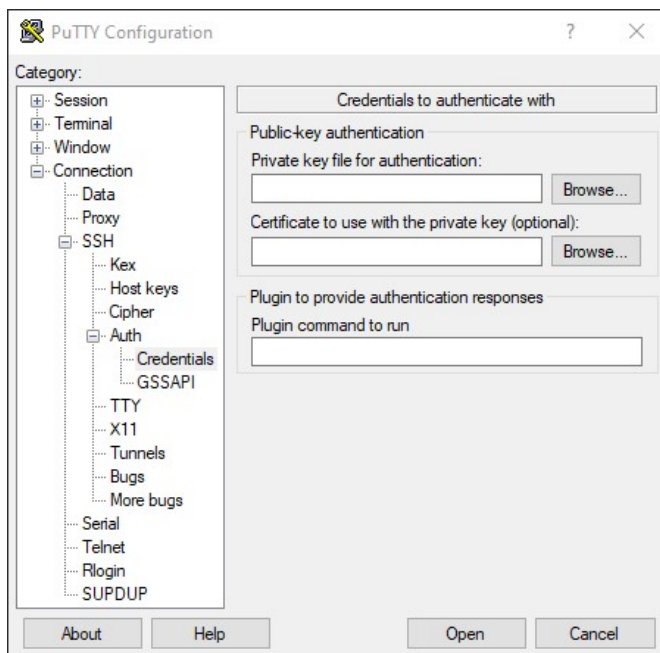 PuTTY Configuration
?
Category:
Session
Terminal
Window
Connection
Data
Proxy
SSH
Kex
Host keys
Cipher
Auth
Credentials
GSSAPI
TTY
X11
Tunnels
Bugs
More bugs
Serial
Telnet
Rlogin
SUPDUP
Credentials to authenticate with
Public-key authentication
Private key file for authentication:
Browse...
Certificate to use with the private key (optional):
Browse...
Plugin to provide authentication responses
Plugin command to run
About
Help
Open
Cancel